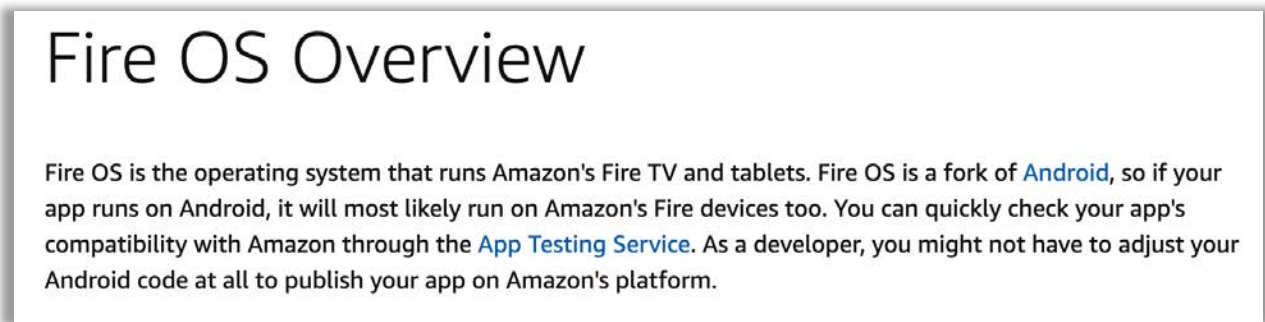 Fire OS Overview
Fire OS is the operating system that runs Amazon's Fire TV and tablets. Fire OS is a fork of Android, so if your
app runs on Android, it will most likely run on Amazon's Fire devices too. You can quickly check your app's
compatibility with Amazon through the App Testing Service. As a developer, you might not have to adjust your
Android code at all to publish your app on Amazon's platform.